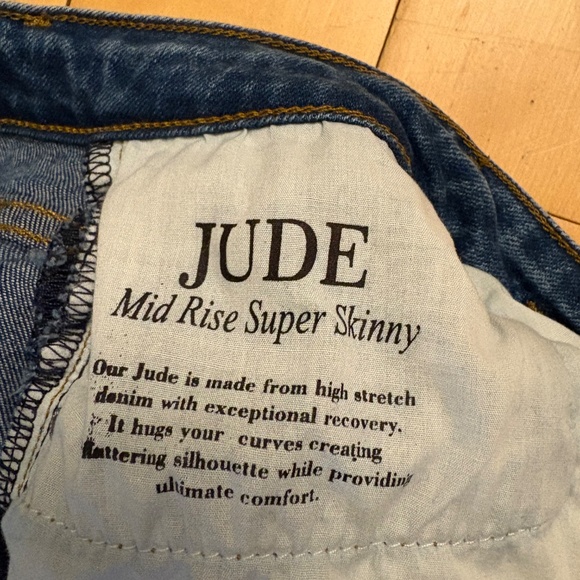 JUDE
Mid Rise Super Skinny
Our Jude is made from high stretch
denim with exceptional recovery.
It hugs your curves creating
flattering silhouette while providing
ultimate comfort.